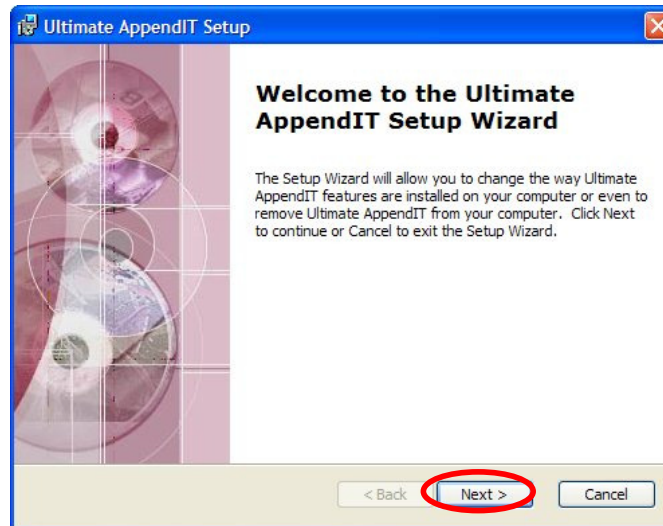 Ultimate AppendIT Setup
Welcome to the Ultimate
AppendIT Setup Wizard
The Setup Wizard will allow you to change the way Ultimate
AppendIT features are installed on your computer or even to
remove Ultimate AppendIT from your computer.  Click Next
to continue or Cancel to exit the Setup Wizard.
< Back
Next >
Cancel